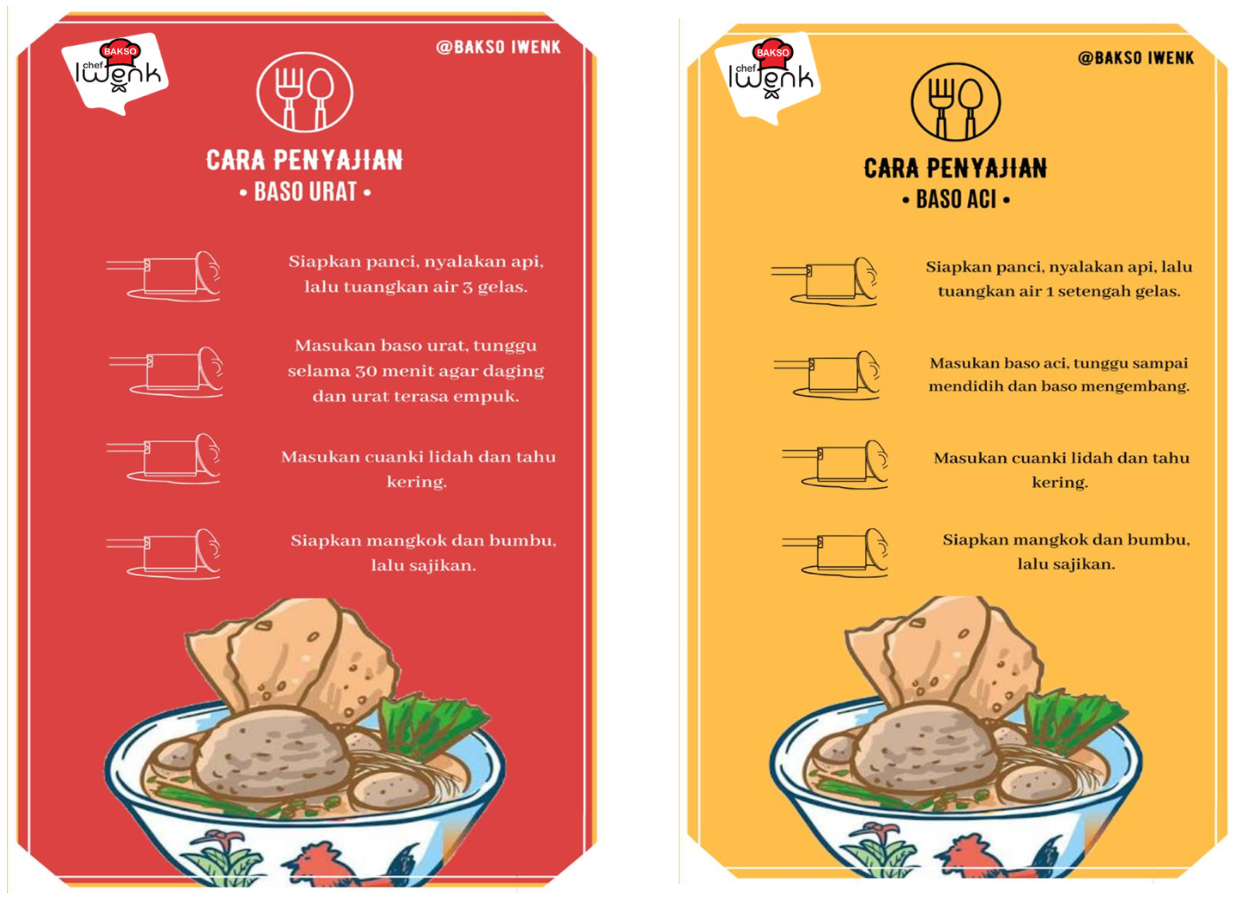 BAKSO
chef
Iwenk
@BAKSO IWENK
CARA PENYAJIAN
• BASO URAT •
Siapkan panci, nyalakan api,
lalu tuangkan air 3 gelas.
Masukan baso urat, tunggu
selama 30 menit agar daging
dan urat terasa empuk.
Masukan cuanki lidah dan tahu
kering.
Siapkan mangkok dan bumbu,
lalu sajikan.
BAKSO
chef
Iwenk
@BAKSO IWENK
CARA PENYAJIAN
• BASO ACI •
Siapkan panci, nyalakan api, lalu
tuangkan air 1 setengah gelas.
Masukan baso aci, tunggu sampai
mendidih dan baso mengembang.
Masukan cuanki lidah dan tahu
kering.
Siapkan mangkok dan bumbu,
lalu sajikan.